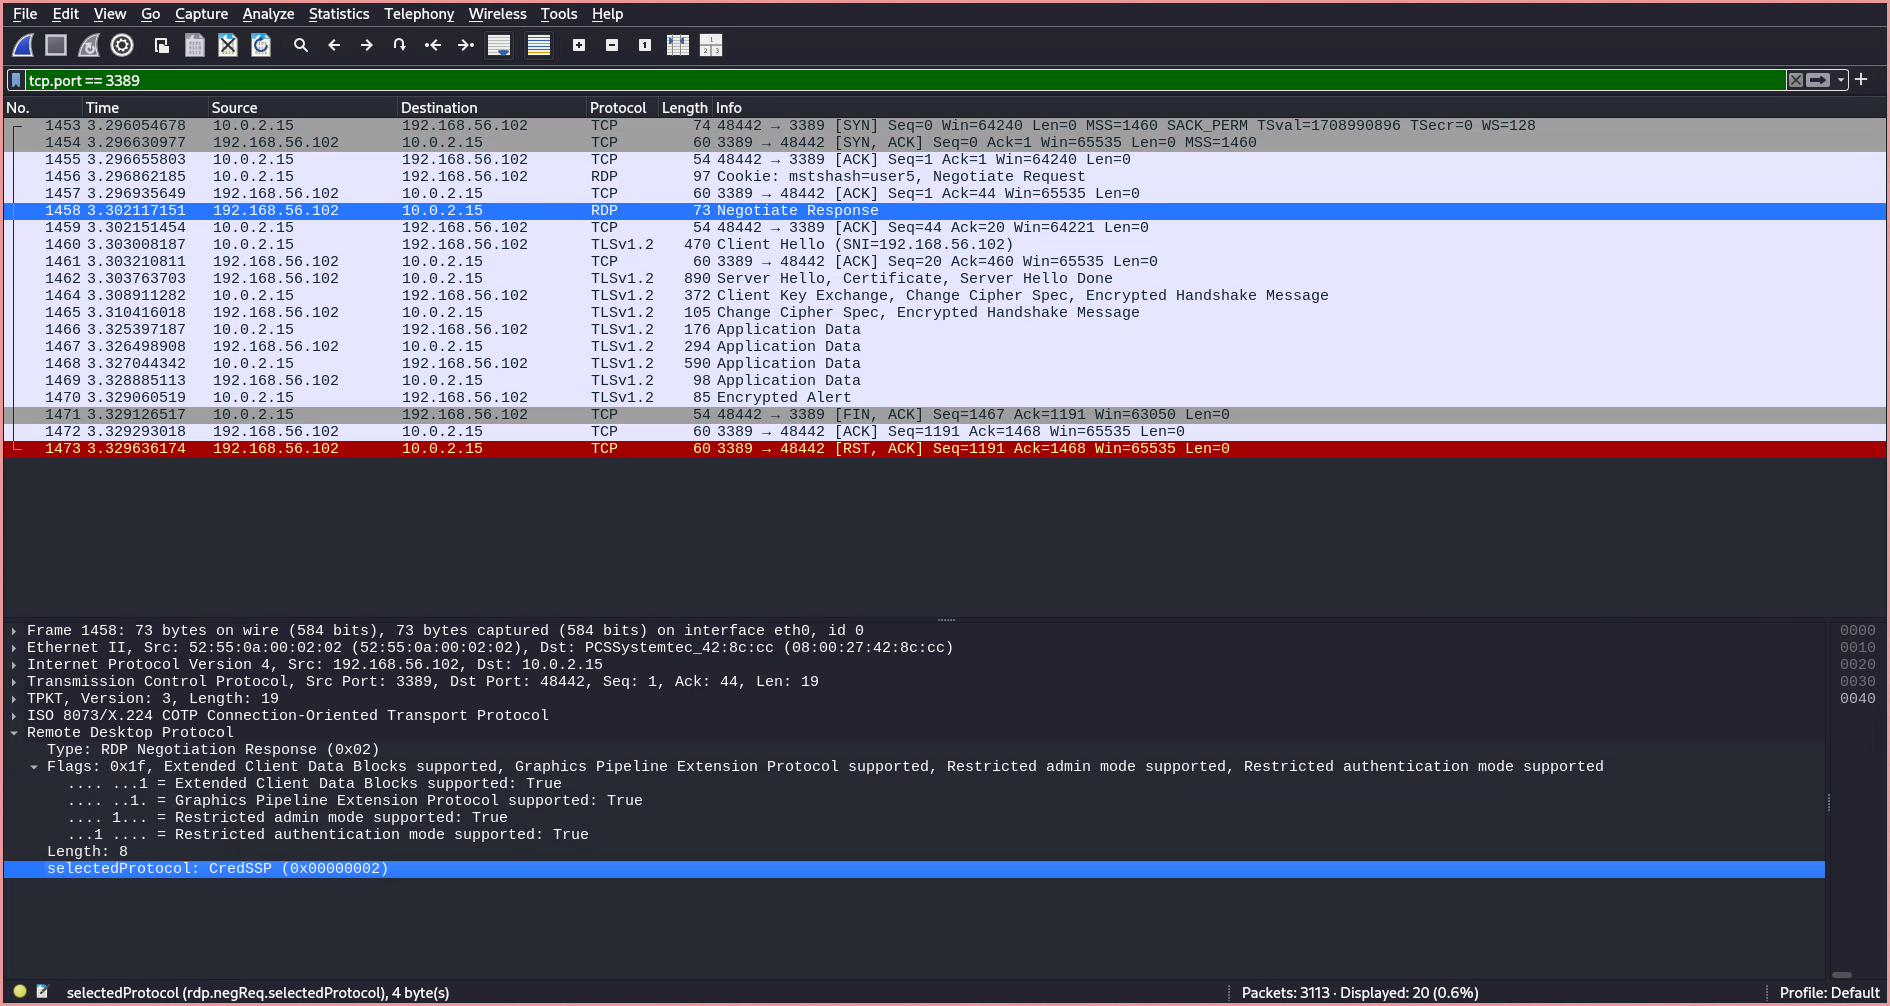 File Edit View Go Capture Analyze Statistics Telephony Wireless Tools Help
tcp.port == 3389
No. Time Source Destination Protocol Length Info
1453 3.296054678 10.0.2.15 192.168.56.102 TCP 74 48442 → 3389 [SYN] Seq=0 Win=64240 Len=0 MSS=1460 SACK_PERM TSval=1708990896 TSecr=0 WS=128
1454 3.296630977 192.168.56.102 10.0.2.15 TCP 60 3389 → 48442 [SYN, ACK] Seq=0 Ack=1 Win=65535 Len=0 MSS=1460
1455 3.296655803 10.0.2.15 192.168.56.102 TCP 54 48442 → 3389 [ACK] Seq=1 Ack=1 Win=64240 Len=0
1456 3.296862185 10.0.2.15 192.168.56.102 RDP 97 Cookie: mstshash=user5, Negotiate Request
1457 3.296935649 192.168.56.102 10.0.2.15 TCP 60 3389 → 48442 [ACK] Seq=1 Ack=44 Win=65535 Len=0
1458 3.302117151 192.168.56.102 10.0.2.15 RDP 73 Negotiate Response
1459 3.302151454 10.0.2.15 192.168.56.102 TCP 54 48442 → 3389 [ACK] Seq=44 Ack=20 Win=64221 Len=0
1460 3.303008187 10.0.2.15 192.168.56.102 TLSv1.2 470 Client Hello (SNI=192.168.56.102)
1461 3.303210811 192.168.56.102 10.0.2.15 TCP 60 3389 → 48442 [ACK] Seq=20 Ack=460 Win=65535 Len=0
1462 3.303763703 192.168.56.102 10.0.2.15 TLSv1.2 890 Server Hello, Certificate, Server Hello Done
1464 3.308911282 10.0.2.15 192.168.56.102 TLSv1.2 372 Client Key Exchange, Change Cipher Spec, Encrypted Handshake Message
1465 3.310416018 192.168.56.102 10.0.2.15 TLSv1.2 105 Change Cipher Spec, Encrypted Handshake Message
1466 3.325397187 10.0.2.15 192.168.56.102 TLSv1.2 176 Application Data
1467 3.326498908 192.168.56.102 10.0.2.15 TLSv1.2 294 Application Data
1468 3.327044342 10.0.2.15 192.168.56.102 TLSv1.2 590 Application Data
1469 3.328885113 192.168.56.102 10.0.2.15 TLSv1.2 98 Application Data
1470 3.329060519 10.0.2.15 192.168.56.102 TLSv1.2 85 Encrypted Alert
1471 3.329126517 10.0.2.15 192.168.56.102 TCP 54 48442 → 3389 [FIN, ACK] Seq=1467 Ack=1191 Win=63050 Len=0
1472 3.329293018 192.168.56.102 10.0.2.15 TCP 60 3389 → 48442 [ACK] Seq=1191 Ack=1468 Win=65535 Len=0
1473 3.329636174 192.168.56.102 10.0.2.15 TCP 60 3389 → 48442 [RST, ACK] Seq=1191 Ack=1468 Win=65535 Len=0
Frame 1458: 73 bytes on wire (584 bits), 73 bytes captured (584 bits) on interface eth0, id 0 0000
Ethernet II, Src: 52:55:0a:00:02:02 (52:55:0a:00:02:02), Dst: PCSSystemtec_42:8c:cc (08:00:27:42:8c:cc) 0010
Internet Protocol Version 4, Src: 192.168.56.102, Dst: 10.0.2.15 0020
Transmission Control Protocol, Src Port: 3389, Dst Port: 48442, Seq: 1, Ack: 44, Len: 19 0030
TPKT, Version: 3, Length: 19 0040
ISO 8073/X.224 COTP Connection-Oriented Transport Protocol
Remote Desktop Protocol
Type: RDP Negotiation Response (0x02)
Flags: 0x1f, Extended Client Data Blocks supported, Graphics Pipeline Extension Protocol supported, Restricted admin mode supported, Restricted authentication mode supported
.... ...1 = Extended Client Data Blocks supported: True
.... ..1. = Graphics Pipeline Extension Protocol supported: True
.... 1... = Restricted admin mode supported: True
...1 .... = Restricted authentication mode supported: True
Length: 8
selectedProtocol: CredSSP (0x00000002)
selectedProtocol (rdp.negReq.selectedProtocol), 4 byte(s) Packets: 3113 · Displayed: 20 (0.6%) Profile: Default